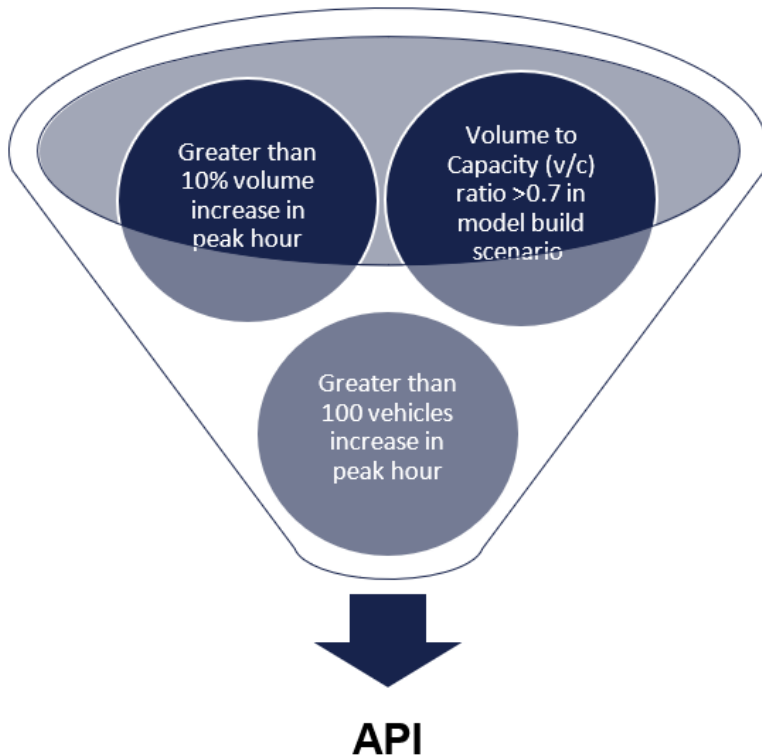 Greater than
10% volume
increase in
peak hour
Volume to
Capacity (v/c)
ratio >0.7 in
model build
scenario
Greater than
100 vehicles
increase in
peak hour
API